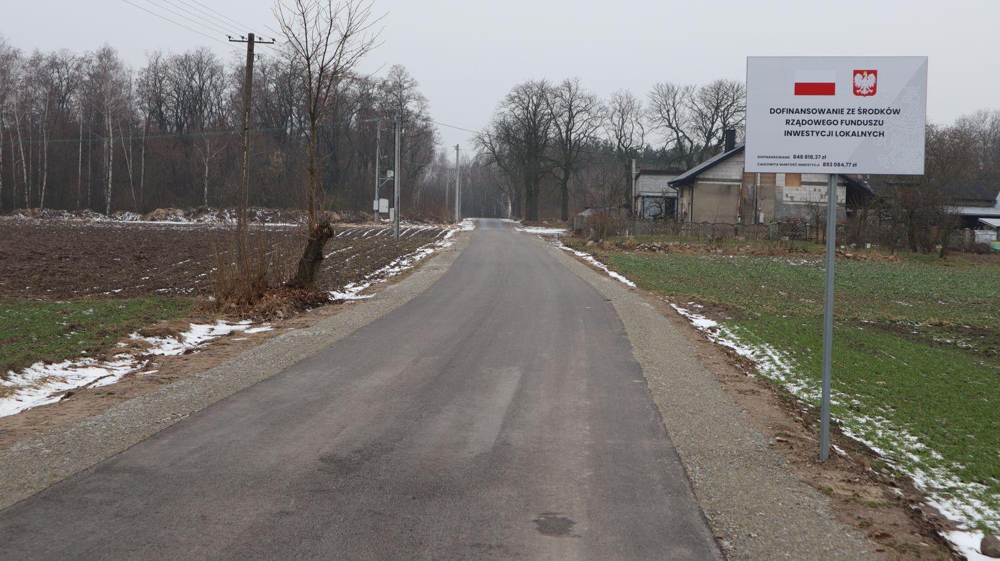 DOFINANSOWANIE ZE ŚRODKÓW
RZĄDOWEGO FUNDUSZU
INWESTYCJI LOKALNYCH
DOFINANSOWANIE 848 818,37 zł
CAŁKOWITA WARTOŚĆ INWESTYCJI 893 084,77 zł